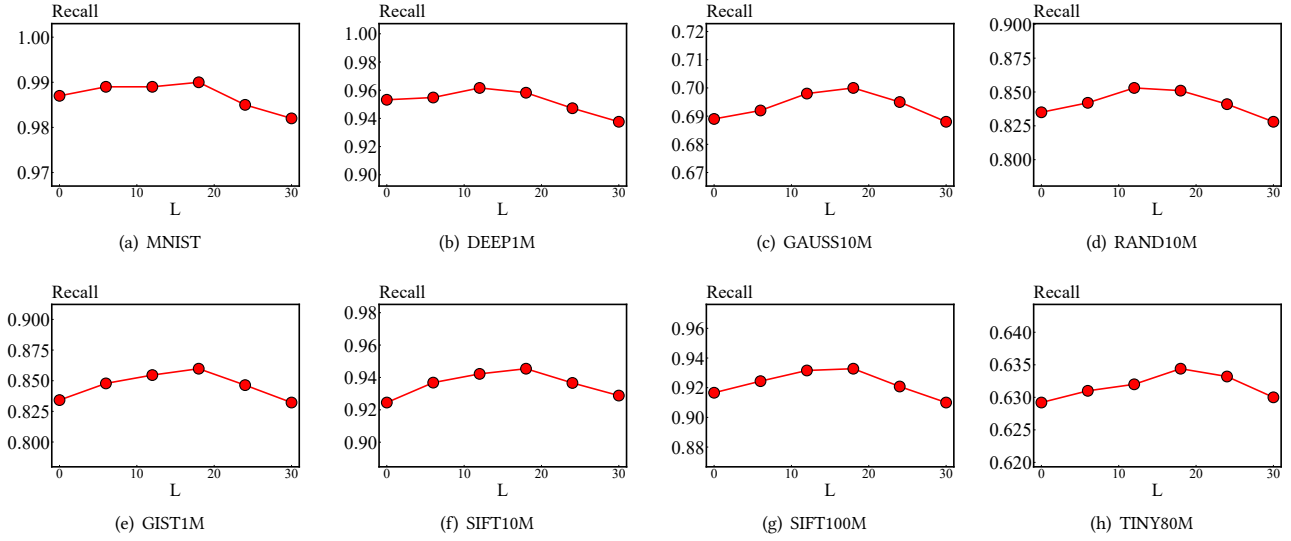 Recall
1.00
0.99
0.98
0.97
0 10 20 30
L
(a) MNIST
Recall
1.00
0.98
0.96
0.94
0.92
0.90
0 10 20 30
L
(b) DEEP1M
Recall
0.72
0.71
0.70
0.69
0.68
0.67
0 10 20 30
L
(c) GAUSS10M
Recall
0.900
0.875
0.850
0.825
0.800
0 10 20 30
L
(d) RAND10M
Recall
0.900
0.875
0.850
0.825
0.800
0 10 20 30
L
(e) GIST1M
Recall
0.98
0.96
0.94
0.92
0.90
0 10 20 30
L
(f) SIFT10M
Recall
0.96
0.94
0.92
0.90
0.88
0 10 20 30
L
(g) SIFT100M
Recall
0.640
0.635
0.630
0.625
0.620
0 10 20 30
L
(h) TINY80M